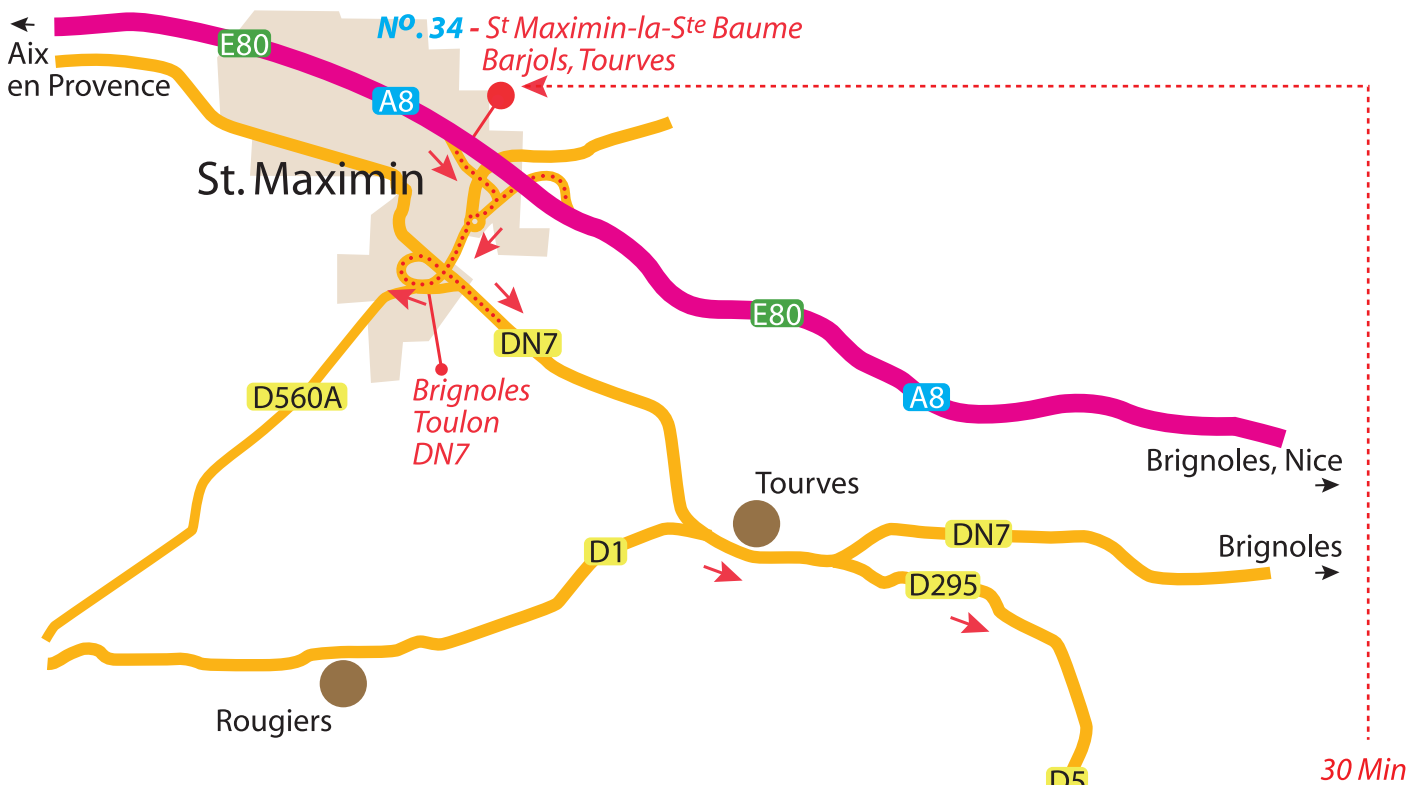 Nº. 34 - St Maximin-la-Ste Baume
Barjols, Tourves
E80
Aix
en Provence
A8
St. Maximin
E80
DN7
D560A
Brignoles
Toulon
DN7
A8
Brignoles, Nice
Tourves
DN7
Brignoles
D1
D295
Rougiers
D5
30 Min